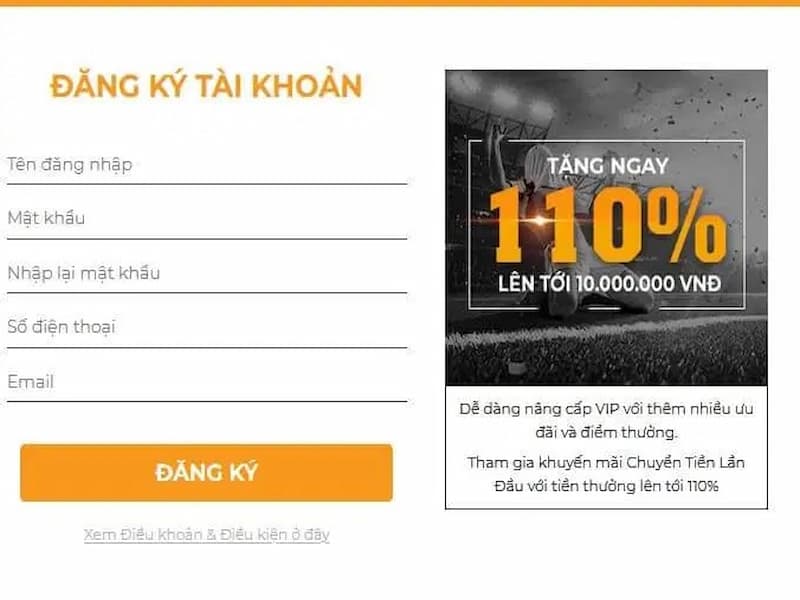 ĐĂNG KÝ TÀI KHOẢN
Tên đăng nhập
Mật khẩu
Nhập lại mật khẩu
Số điện thoại
Email
ĐĂNG KÝ
Xem Điều khoản & Điều kiện ở đây
TẶNG NGAY
110%
LÊN TỚI 10.000.000 VNĐ
Dễ dàng nâng cấp VIP với thêm nhiều ưu
đãi và điểm thưởng.
Tham gia khuyến mãi Chuyển Tiền Lần
Đầu với tiền thưởng lên tới 110%